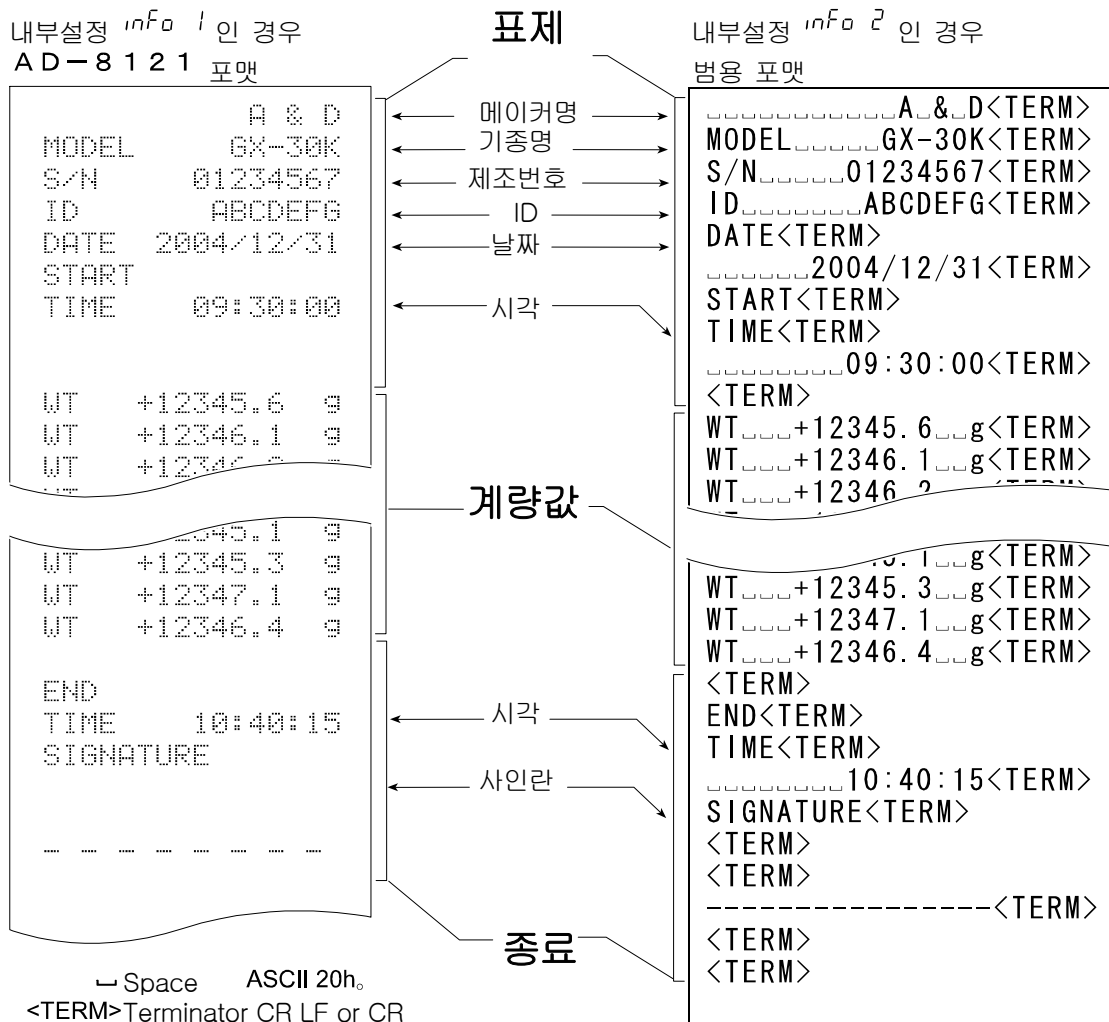 내부설정 inFo 1 인 경우
AD-8121 포맷
A & D
MODEL GX-30K
S/N 01234567
ID ABCDEFG
DATE 2004/12/31
START
TIME 09:30:00
WT +12345.6 g
WT +12346.1 g
WT
45.1 g
WT +12345.3 g
WT +12347.1 g
WT +12346.4 g
END
TIME 10:40:15
SIGNATURE
_ _ _ _ _ _ _ _
␣ Space ASCII 20h。
<TERM>Terminator CR LF or CR
표제
메이커명
기종명
제조번호
ID
날짜
시각
계량값
시각
사인란
종료
내부설정 inFo 2 인 경우
범용 포맷
␣␣␣␣␣␣␣␣␣␣␣A␣&␣D<TERM>
MODEL␣␣␣␣␣GX-30K<TERM>
S/N␣␣␣␣␣01234567<TERM>
ID␣␣␣␣␣␣␣ABCDEFG<TERM>
DATE<TERM>
␣␣␣␣␣␣2004/12/31<TERM>
START<TERM>
TIME<TERM>
␣␣␣␣␣␣␣␣09:30:00<TERM>
<TERM>
WT␣␣␣+12345.6␣␣g<TERM>
WT␣␣␣+12346.1␣␣g<TERM>
WT␣␣␣+12346.2
␣␣g<TERM>
WT␣␣␣+12345.3␣␣g<TERM>
WT␣␣␣+12347.1␣␣g<TERM>
WT␣␣␣+12346.4␣␣g<TERM>
<TERM>
END<TERM>
TIME<TERM>
␣␣␣␣␣␣␣␣10:40:15<TERM>
SIGNATURE<TERM>
<TERM>
<TERM>
----------------<TERM>
<TERM>
<TERM>